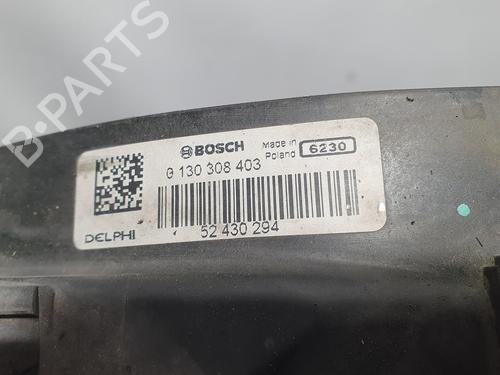 B-PARTS
BOSCH
Made in
Poland
6230
0 130 308 403
DELPHI
52 430 294